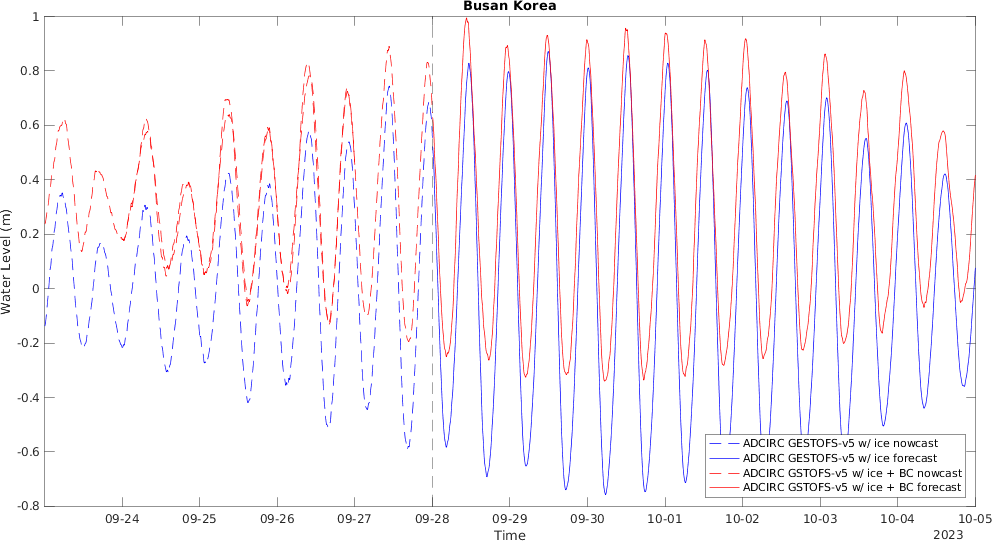 Busan Korea
Water Level (m)
1
0.8
0.6
0.4
0.2
0
-0.2
-0.4
-0.6
-0.8
ADCIRC GESTOFS-v5 w/ ice nowcast
ADCIRC GESTOFS-v5 w/ ice forecast
ADCIRC GSTOFS-v5 w/ ice + BC nowcast
ADCIRC GSTOFS-v5 w/ ice + BC forecast
09-24 09-25 09-26 09-27 09-28 09-29 09-30 10-01 10-02 10-03 10-04 10-05
Time
2023